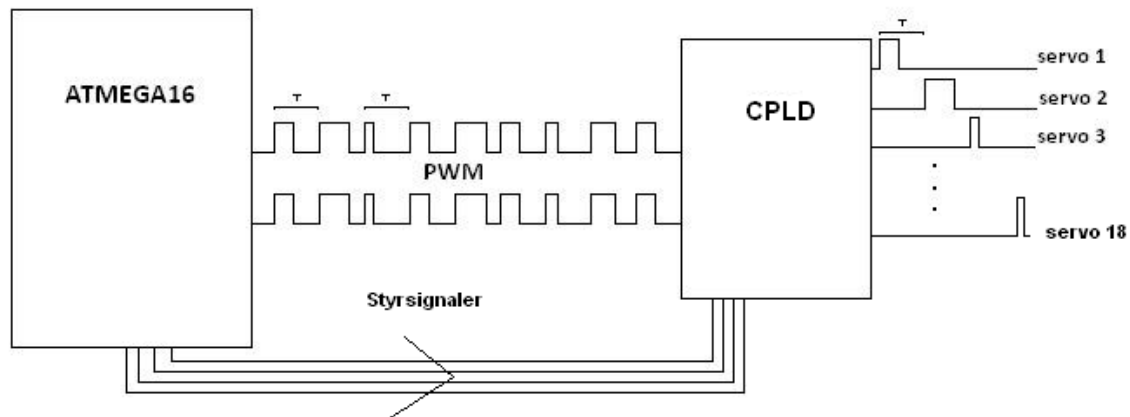 ATMEGA16
T
T
PWM
Styrsignaler
CPLD
T
servo 1
servo 2
servo 3
servo 18